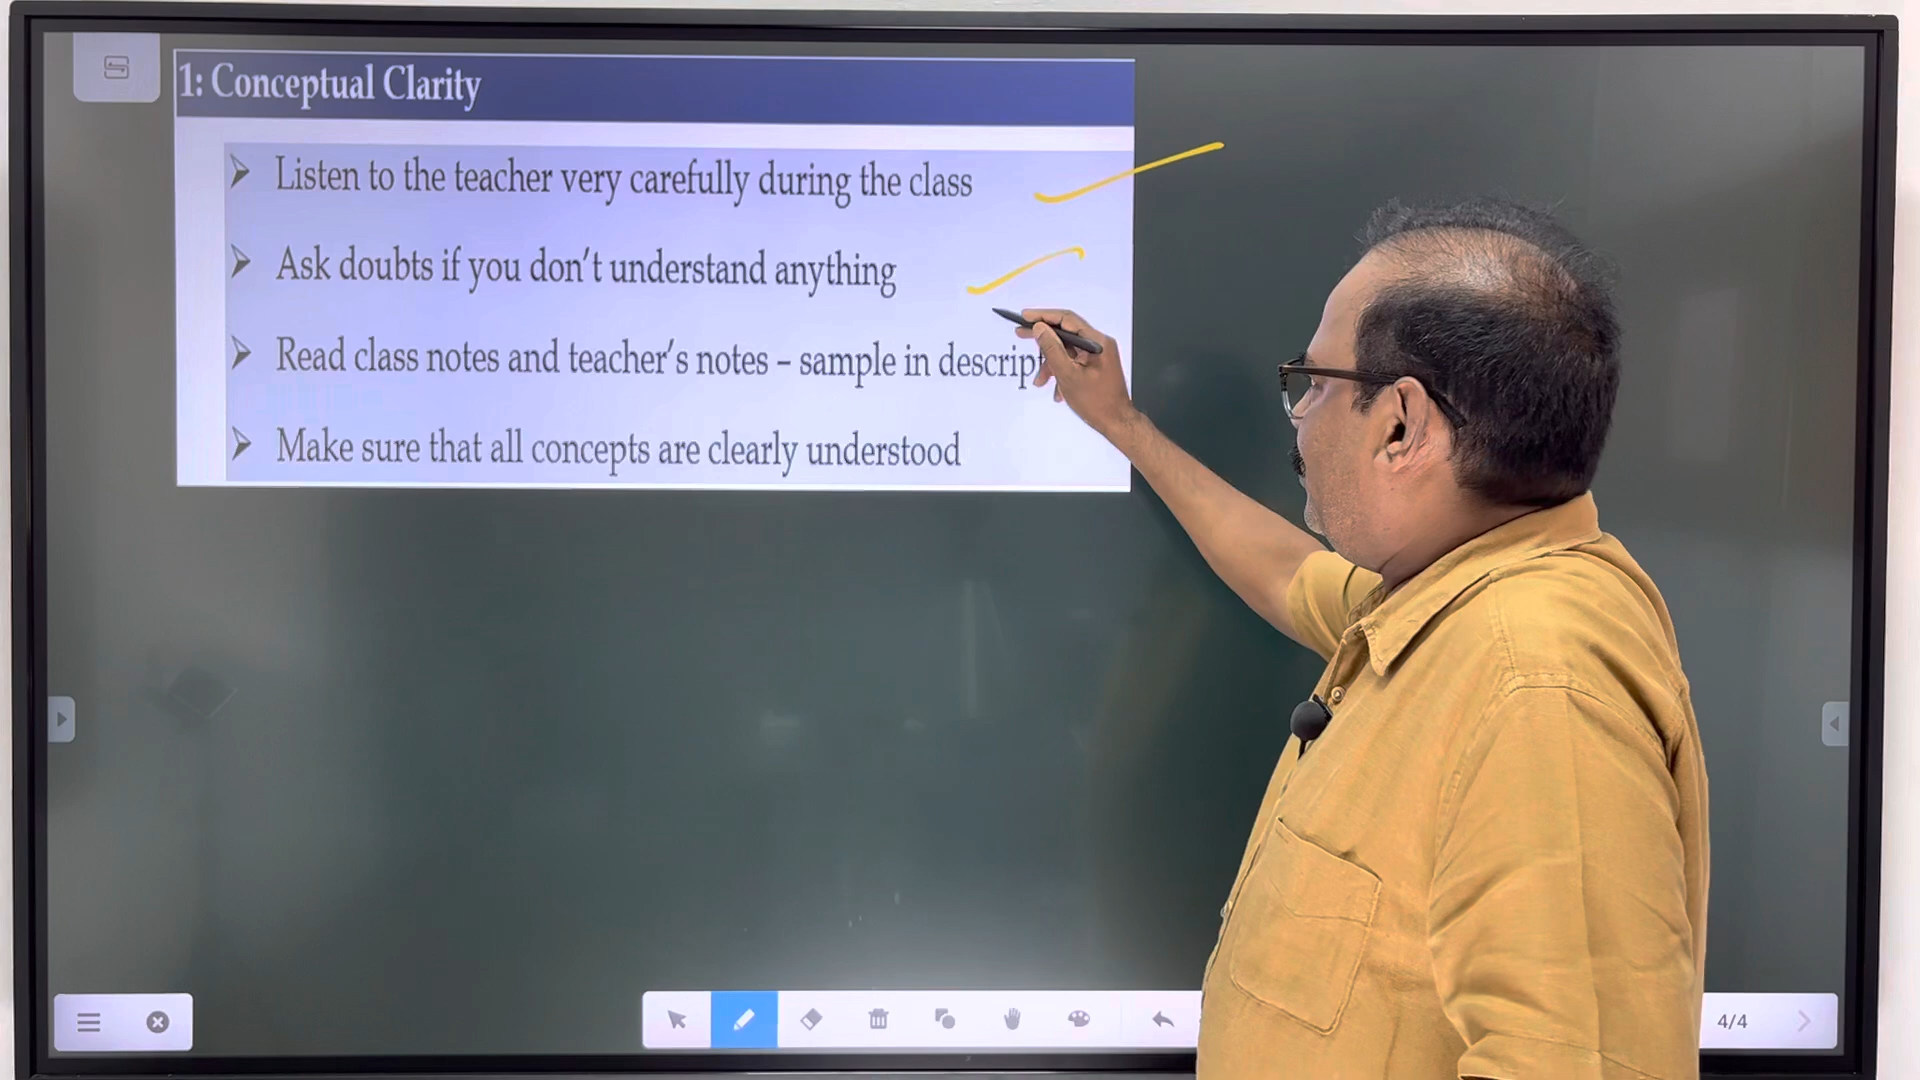 1: Conceptual Clarity
Listen to the teacher very carefully during the class
Ask doubts if you don’t understand anything
Read class notes and teacher’s notes – sample in
Make sure that all concepts are clearly understood
4/4